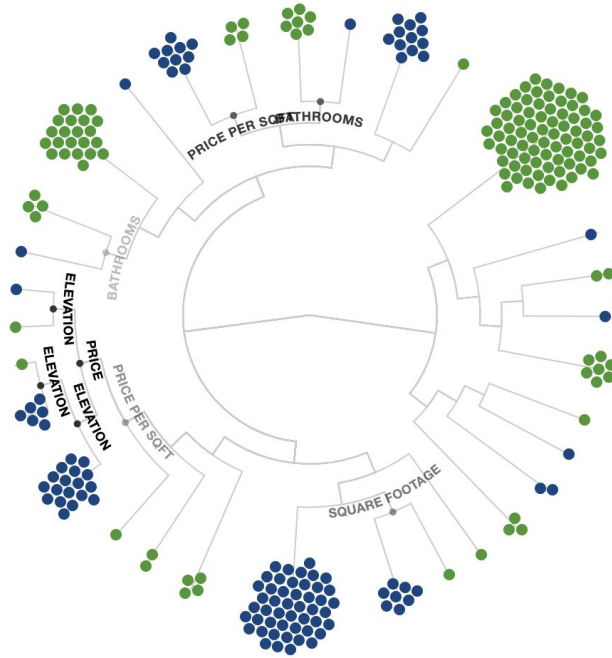 PRICE PER SQFT
BATHROOMS
BATHROOMS
ELEVATION
PRICE
ELEVATION
ELEVATION
PRICE PER SQFT
SQUARE FOOTAGE